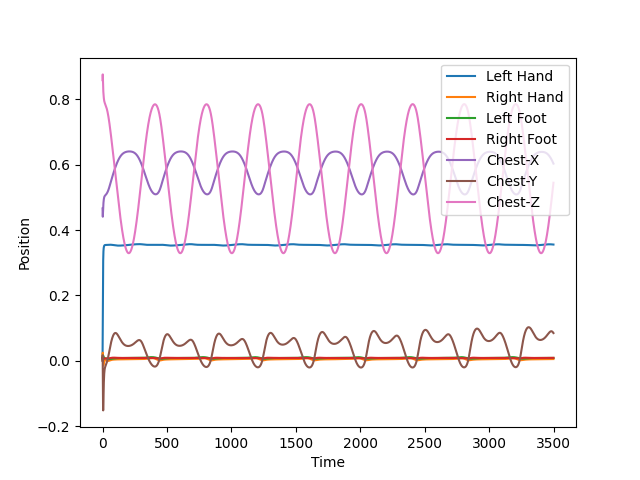 Left Hand
Right Hand
Left Foot
Right Foot
Chest-X
Chest-Y
Chest-Z
0.8
0.6
0.4
0.2
0.0
−0.2
Position
0 500 1000 1500 2000 2500 3000 3500
Time